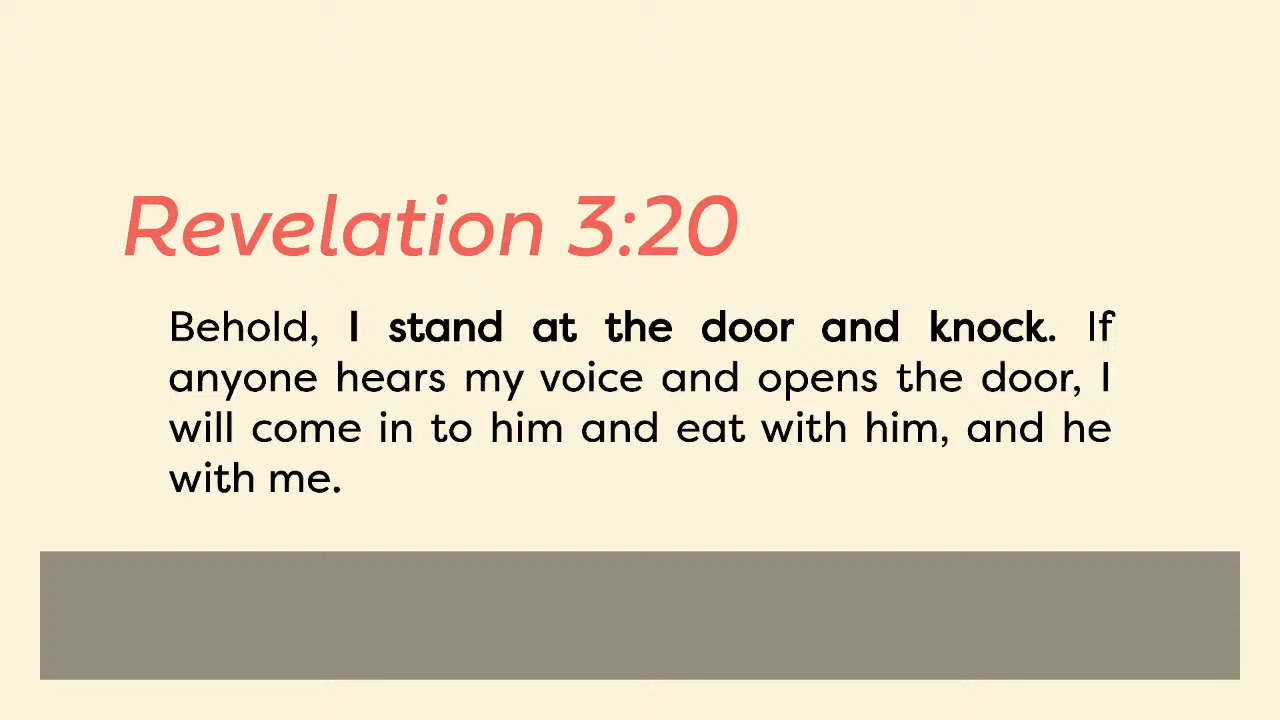 Revelation 3:20
Behold, I stand at the door and knock. If
anyone hears my voice and opens the door, I
will come in to him and eat with him, and he
with me.